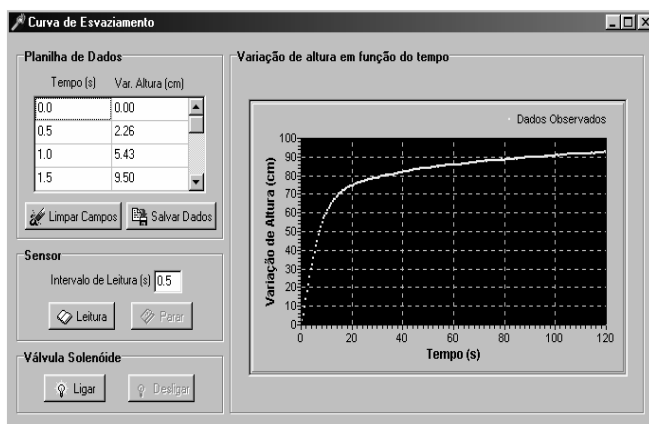 Curva de Esvaziamento
Planilha de Dados
Tempo (s) Var. Altura (cm)
0.0 0.00
0.5 2.26
1.0 5.43
1.5 9.50
Limpar Campos Salvar Dados
Sensor
Intervalo de Leitura (s) 0.5
Leitura Parar
Válvula Solenóide
Ligar Desligar
Variação de altura em função do tempo
Dados Observados
Variação de Altura (cm)
100
90
80
70
60
50
40
30
20
10
0
0 20 40 60 80 100 120
Tempo (s)